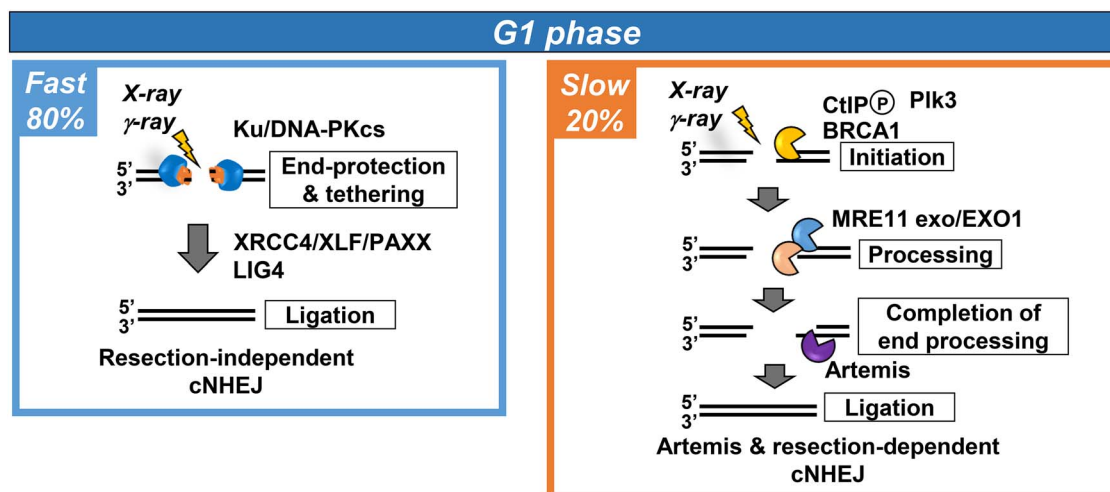 G1 phase
Fast
80%
X-ray
γ-ray
Ku/DNA-PKcs
5’
3’
End-protection
& tethering
XRCC4/XLF/PAXX
LIG4
5’
3’
Ligation
Resection-independent
cNHEJ
Slow
20%
X-ray
γ-ray
CtIP P Plk3
BRCA1
5’
3’
Initiation
MRE11 exo/EXO1
5’
3’
Processing
5’
3’
Completion of
end processing
Artemis
5’
3’
Ligation
Artemis & resection-dependent
cNHEJ